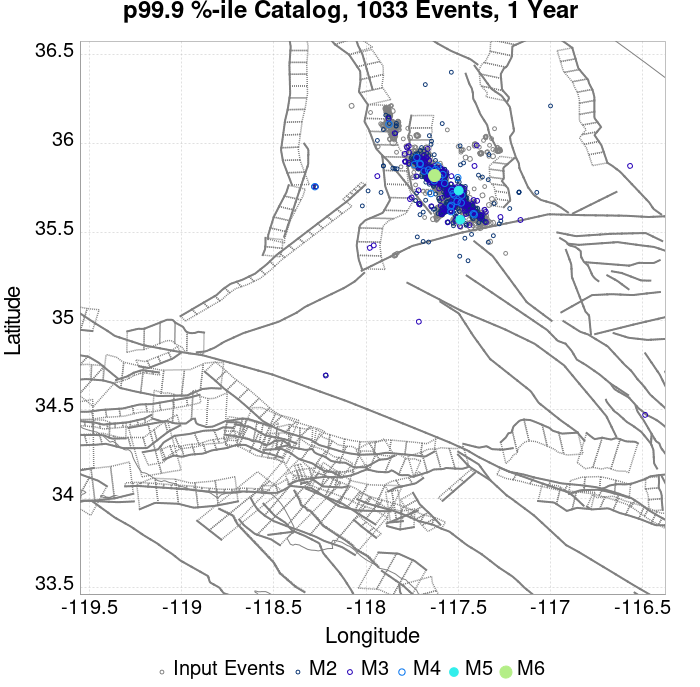 p99.9 %-ile Catalog, 1033 Events, 1 Year
36.5
36
35.5
35
34.5
34
33.5
Latitude
-119.5 -119 -118.5 -118 -117.5 -117 -116.5
Longitude
Input Events M2 M3 M4 M5 M6